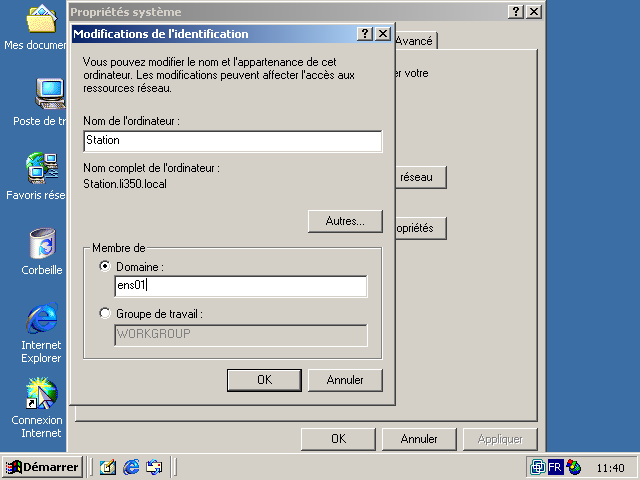 Propriétés système
Modifications de l'identification
Mes documen
Avancé
Vous pouvez modifier le nom et l'appartenance de cet
ordinateur. Les modifications peuvent affecter l'accès aux
ressources réseau.
er votre
Poste de tr
Nom de l'ordinateur :
Station
Nom complet de l'ordinateur :
Station.li350.local
réseau
Favoris rése
Autres...
opriétés
Membre de
Domaine :
ens01
Corbeille
Groupe de travail :
WORKGROUP
Internet
Explorer
OK
Annuler
Connexion
Internet
OK
Annuler
Appliquer
Démarrer
FR
11:40